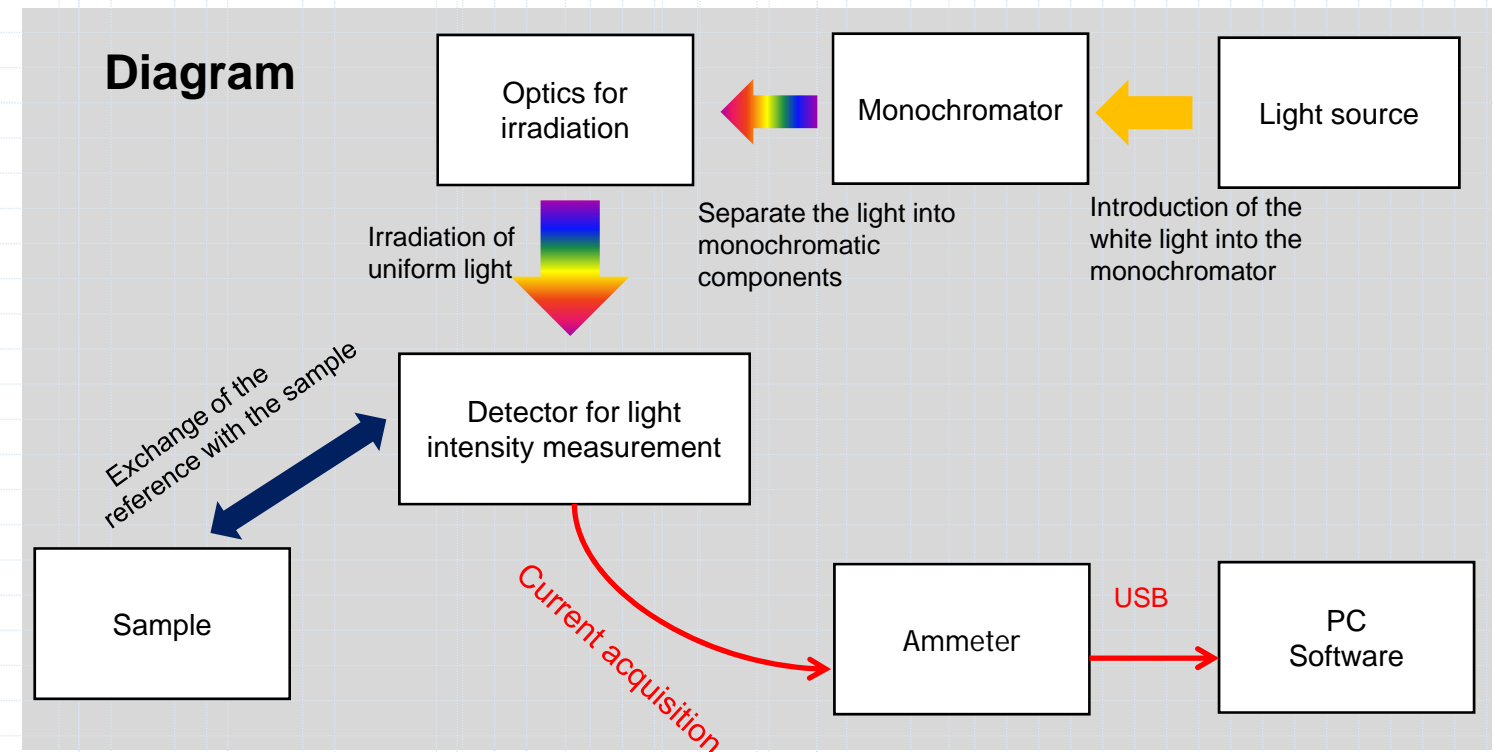 Diagram
Optics for
irradiation
Monochromator
Light source
Irradiation of
uniform light
Separate the light into
monochromatic
components
Introduction of the
white light into the
monochromator
Exchange of the
reference with the sample
Detector for light
intensity measurement
Sample
Current acquisition
Ammeter
USB
PC
Software